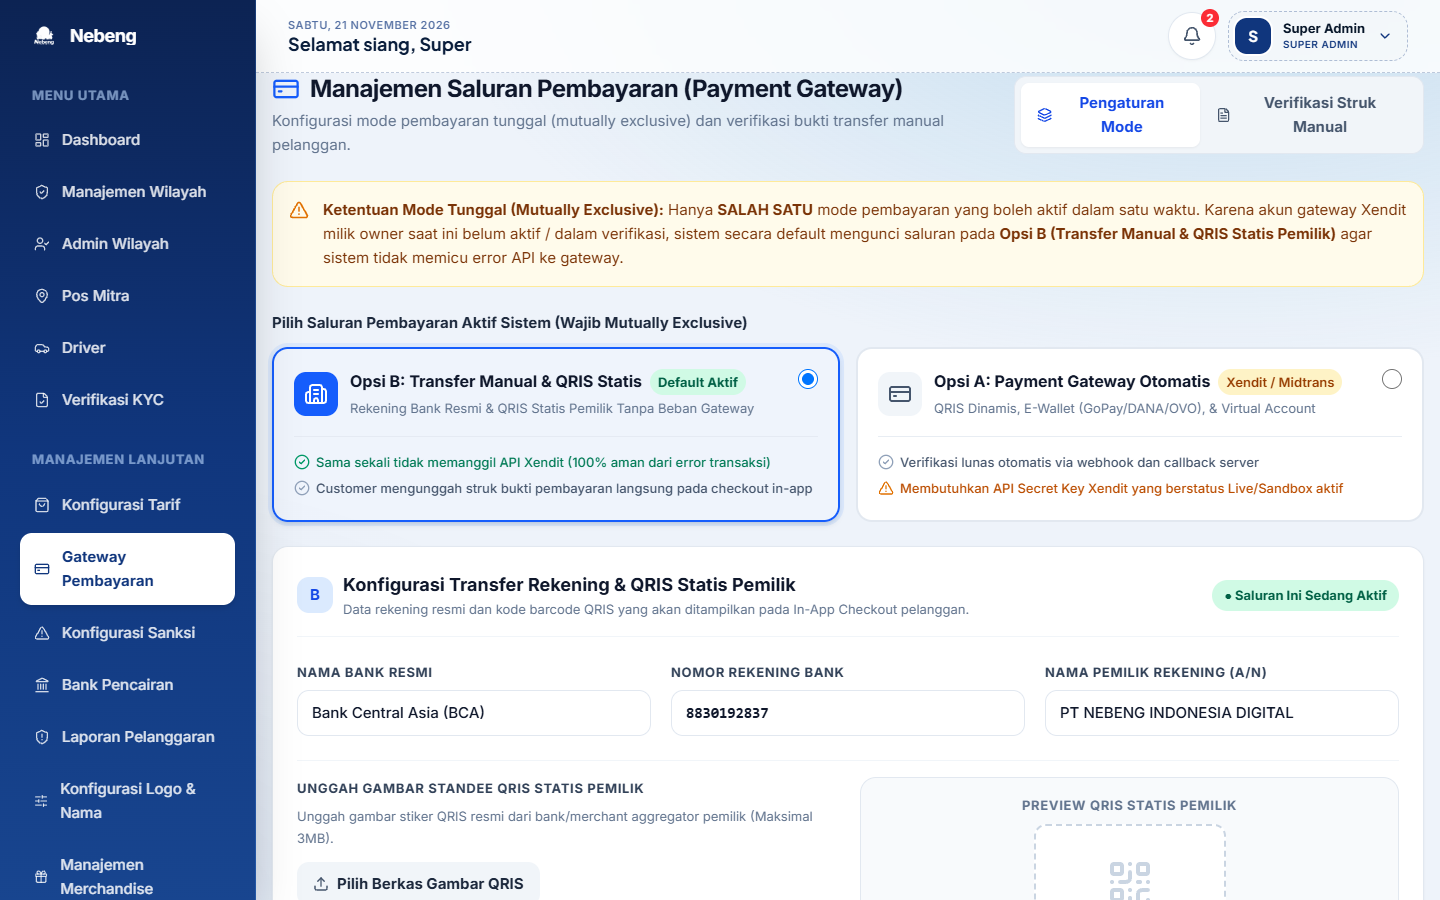 Nebeng
Nebeng
MENU UTAMA
Dashboard
Manajemen Wilayah
Admin Wilayah
Pos Mitra
Driver
Verifikasi KYC
MANAJEMEN LANJUTAN
Konfigurasi Tarif
Gateway
Pembayaran
Konfigurasi Sanksi
Bank Pencairan
Laporan Pelanggaran
Konfigurasi Logo &
Nama
Manajemen
Merchandise
SABTU, 21 NOVEMBER 2026
Selamat siang, Super
2
S
Super Admin
SUPER ADMIN
Manajemen Saluran Pembayaran (Payment Gateway)
Konfigurasi mode pembayaran tunggal (mutually exclusive) dan verifikasi bukti transfer manual
pelanggan.
Pengaturan
Mode
Verifikasi Struk
Manual
Ketentuan Mode Tunggal (Mutually Exclusive): Hanya SALAH SATU mode pembayaran yang boleh aktif dalam satu waktu. Karena akun gateway Xendit
milik owner saat ini belum aktif / dalam verifikasi, sistem secara default mengunci saluran pada Opsi B (Transfer Manual & QRIS Statis Pemilik) agar
sistem tidak memicu error API ke gateway.
Pilih Saluran Pembayaran Aktif Sistem (Wajib Mutually Exclusive)
Opsi B: Transfer Manual & QRIS Statis
Default Aktif
Rekening Bank Resmi & QRIS Statis Pemilik Tanpa Beban Gateway
Sama sekali tidak memanggil API Xendit (100% aman dari error transaksi)
Customer mengunggah struk bukti pembayaran langsung pada checkout in-app
Opsi A: Payment Gateway Otomatis
Xendit / Midtrans
QRIS Dinamis, E-Wallet (GoPay/DANA/OVO), & Virtual Account
Verifikasi lunas otomatis via webhook dan callback server
Membutuhkan API Secret Key Xendit yang berstatus Live/Sandbox aktif
B
Konfigurasi Transfer Rekening & QRIS Statis Pemilik
Data rekening resmi dan kode barcode QRIS yang akan ditampilkan pada In-App Checkout pelanggan.
● Saluran Ini Sedang Aktif
NAMA BANK RESMI
Bank Central Asia (BCA)
NOMOR REKENING BANK
8830192837
NAMA PEMILIK REKENING (A/N)
PT NEBENG INDONESIA DIGITAL
UNGGAH GAMBAR STANDEE QRIS STATIS PEMILIK
Unggah gambar stiker QRIS resmi dari bank/merchant aggregator pemilik (Maksimal
3MB).
Pilih Berkas Gambar QRIS
PREVIEW QRIS STATIS PEMILIK